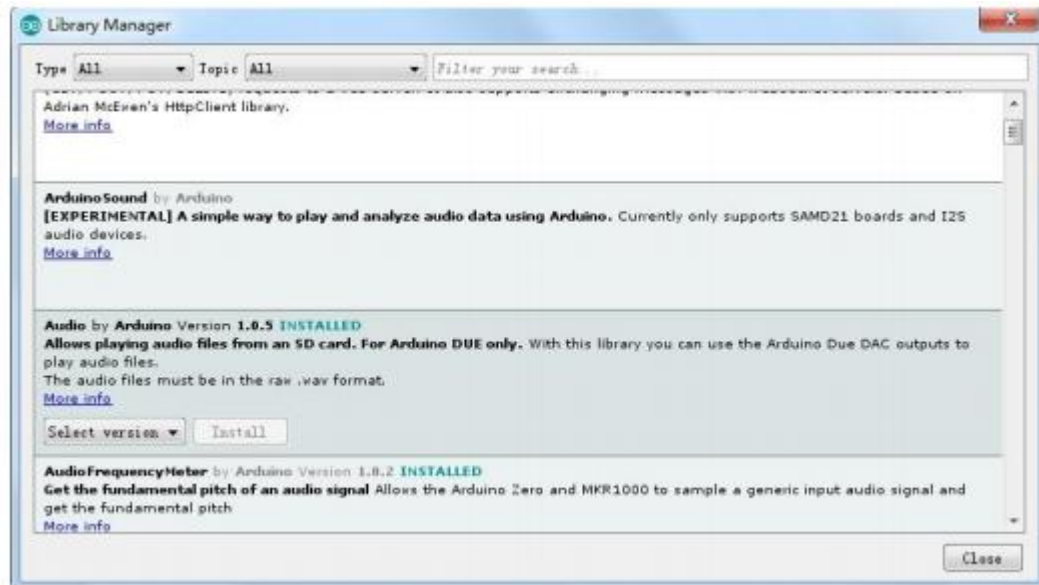 Library Manager
Type All Topic All Filter your search...
Adrian McEwen's HttpClient library.
More info
ArduinoSound by Arduino
[EXPERIMENTAL] A simple way to play and analyze audio data using Arduino. Currently only supports SAMD21 boards and I2S
audio devices.
More info
Audio by Arduino Version 1.0.5 INSTALLED
Allows playing audio files from an SD card. For Arduino DUE only. With this library you can use the Arduino Due DAC outputs to
play audio files.
The audio files must be in the raw .wav format.
More info
Select version Install
AudioFrequencyMeter by Arduino Version 1.0.2 INSTALLED
Get the fundamental pitch of an audio signal Allows the Arduino Zero and MKR1000 to sample a generic input audio signal and
get the fundamental pitch
More info
Close